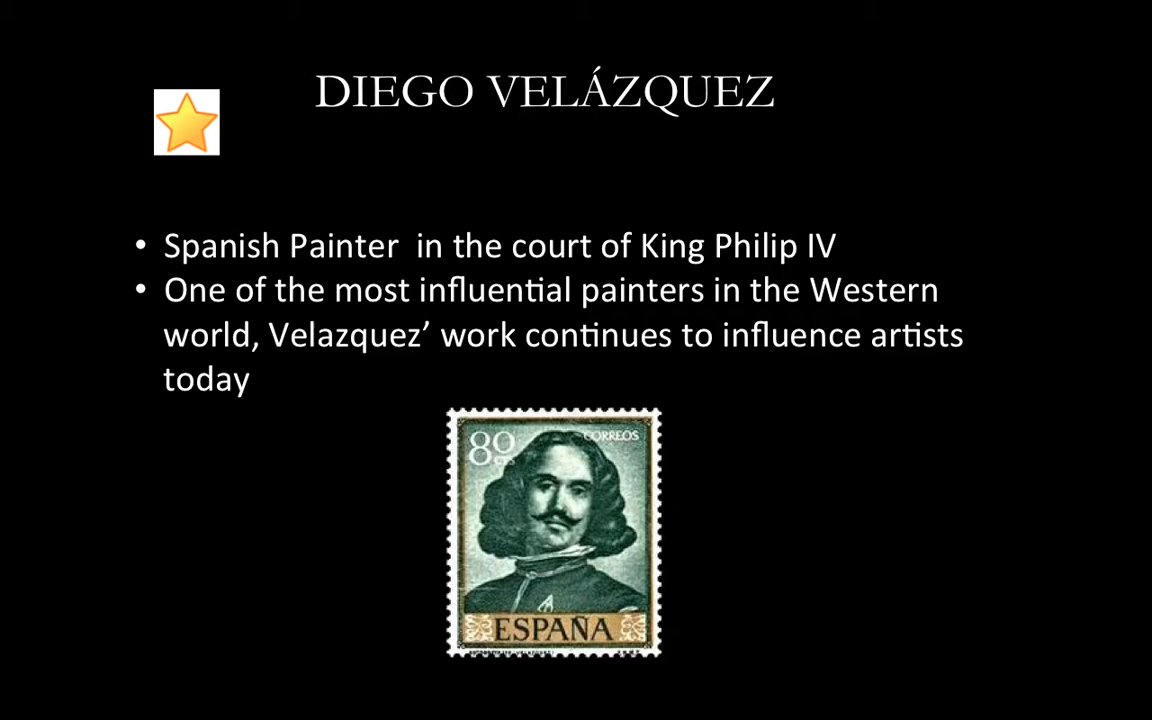 DIEGO VELÁZQUEZ
• Spanish Painter  in the court of King Philip IV
• One of the most influential painters in the Western
world, Velazquez’ work continues to influence artists
today
80 CORREOS
CTS
ESPAÑA